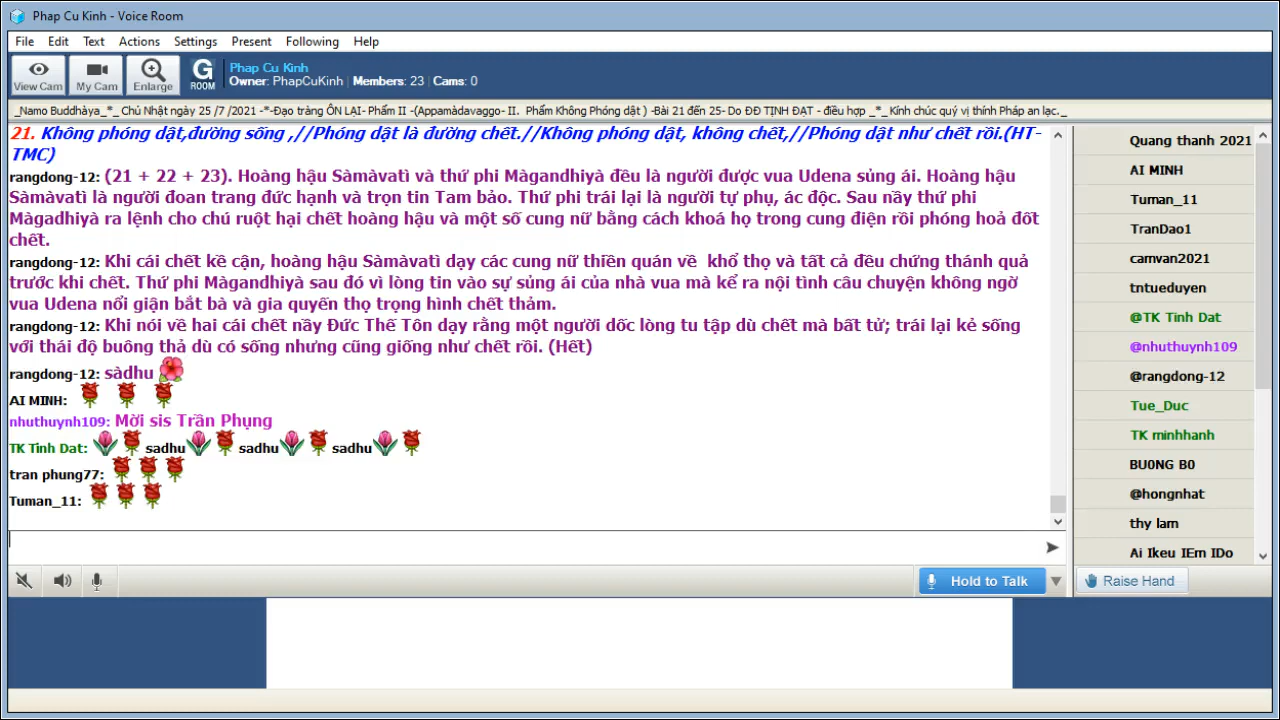 Phap Cu Kinh - Voice Room
File Edit Text Actions Settings Present Following Help
View Cam My Cam Enlarge G ROOM
Phap Cu Kinh
Owner: PhapCuKinh | Members: 23 | Cams: 0
_Namo Buddhàya_*_ Chủ Nhật ngày 25 /7 /2021 -*-Đạo tràng ÔN LẠI- Phẩm II -(Appamàdavaggo- II. Phẩm Không Phóng dật ) -Bài 21 đến 25- Do ĐĐ TỊNH ĐẠT - điều hợp _*_ Kính chúc quý vị thính Pháp an lạc._
21. Không phóng dật,đường sống ,//Phóng dật là đường chết.//Không phóng dật, không chết,//Phóng dật như chết rồi.(HT-
TMC)
rangdong-12: (21 + 22 + 23). Hoàng hậu Sàmàvatì và thứ phi Màgandhiyà đều là người được vua Udena sủng ái. Hoàng hậu
Sàmàvatì là người đoan trang đức hạnh và trọn tin Tam bảo. Thứ phi trái lại là người tự phụ, ác độc. Sau nầy thứ phi
Màgadhiyà ra lệnh cho chú ruột hại chết hoàng hậu và một số cung nữ bằng cách khoá họ trong cung điện rồi phóng hoả đốt
chết.
rangdong-12: Khi cái chết kề cận, hoàng hậu Sàmàvatì dạy các cung nữ thiền quán về  khổ thọ và tất cả đều chứng thánh quả
trước khi chết. Thứ phi Màgandhiyà sau đó vì lòng tin vào sự sủng ái của nhà vua mà kể ra nội tình câu chuyện không ngờ
vua Udena nổi giận bắt bà và gia quyến thọ trọng hình chết thảm.
rangdong-12: Khi nói về hai cái chết nầy Đức Thế Tôn dạy rằng một người dốc lòng tu tập dù chết mà bất tử; trái lại kẻ sống
với thái độ buông thả dù có sống nhưng cũng giống như chết rồi. (Hết)
rangdong-12: sàdhu
AI MINH:
nhuthuynh109: Mời sis Trần Phụng
TK Tinh Dat: sadhu sadhu sadhu
tran phung77:
Tuman_11:
Hold to Talk
Quang thanh 2021
AI MINH
Tuman_11
TranDao1
camvan2021
tntueduyen
@TK Tinh Dat
@nhuthuynh109
@rangdong-12
Tue_Duc
TK minhhanh
BU0NG B0
@hongnhat
thy lam
Ai Ikeu IEm IDo
Raise Hand